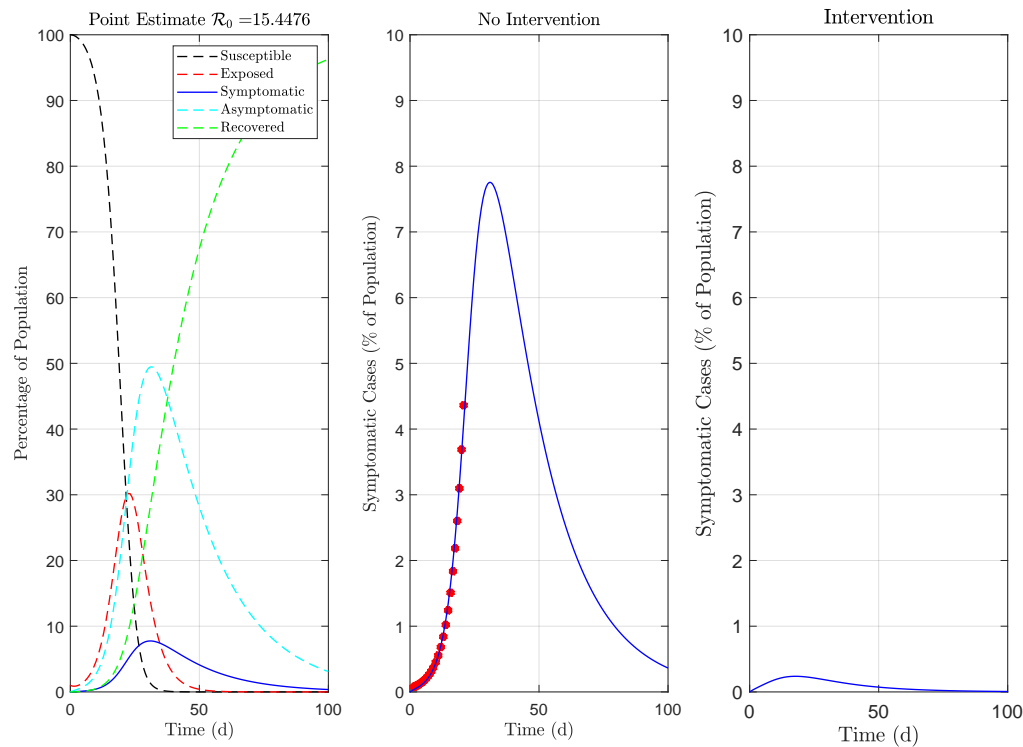 Point Estimate R₀ =15.4476
Percentage of Population
100
90
80
70
60
50
40
30
20
10
0
Susceptible
Exposed
Symptomatic
Asymptomatic
Recovered
0 50 100
Time (d)
No Intervention
Symptomatic Cases (% of Population)
10
9
8
7
6
5
4
3
2
1
0
0 50 100
Time (d)
Intervention
Symptomatic Cases (% of Population)
10
9
8
7
6
5
4
3
2
1
0
0 50 100
Time (d)